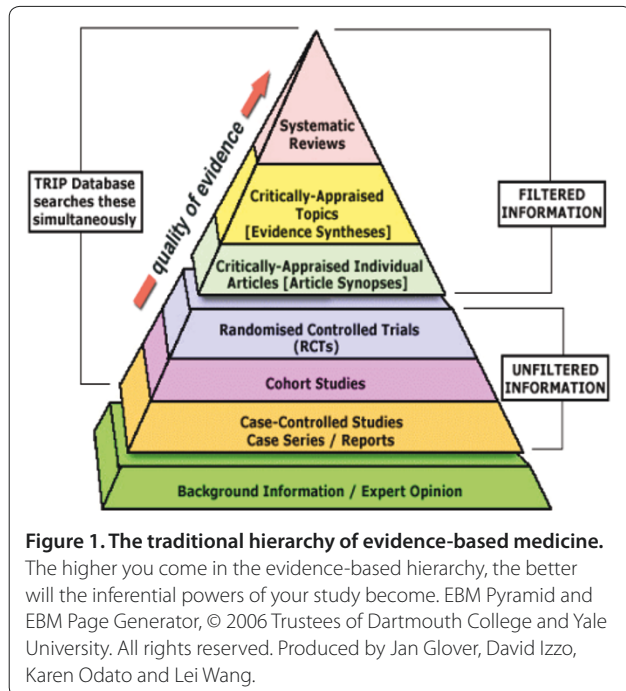 Systematic
Reviews
quality of evidence
TRIP Database
searches these
simultaneously
Critically-Appraised
Topics
[Evidence Syntheses]
FILTERED
INFORMATION
Critically-Appraised Individual
Articles [Article Synopses]
Randomised Controlled Trials
(RCTs)
UNFILTERED
INFORMATION
Cohort Studies
Case-Controlled Studies
Case Series / Reports
Background Information / Expert Opinion
Figure 1. The traditional hierarchy of evidence-based medicine.
The higher you come in the evidence-based hierarchy, the better
will the inferential powers of your study become. EBM Pyramid and
EBM Page Generator, © 2006 Trustees of Dartmouth College and Yale
University. All rights reserved. Produced by Jan Glover, David Izzo,
Karen Odato and Lei Wang.